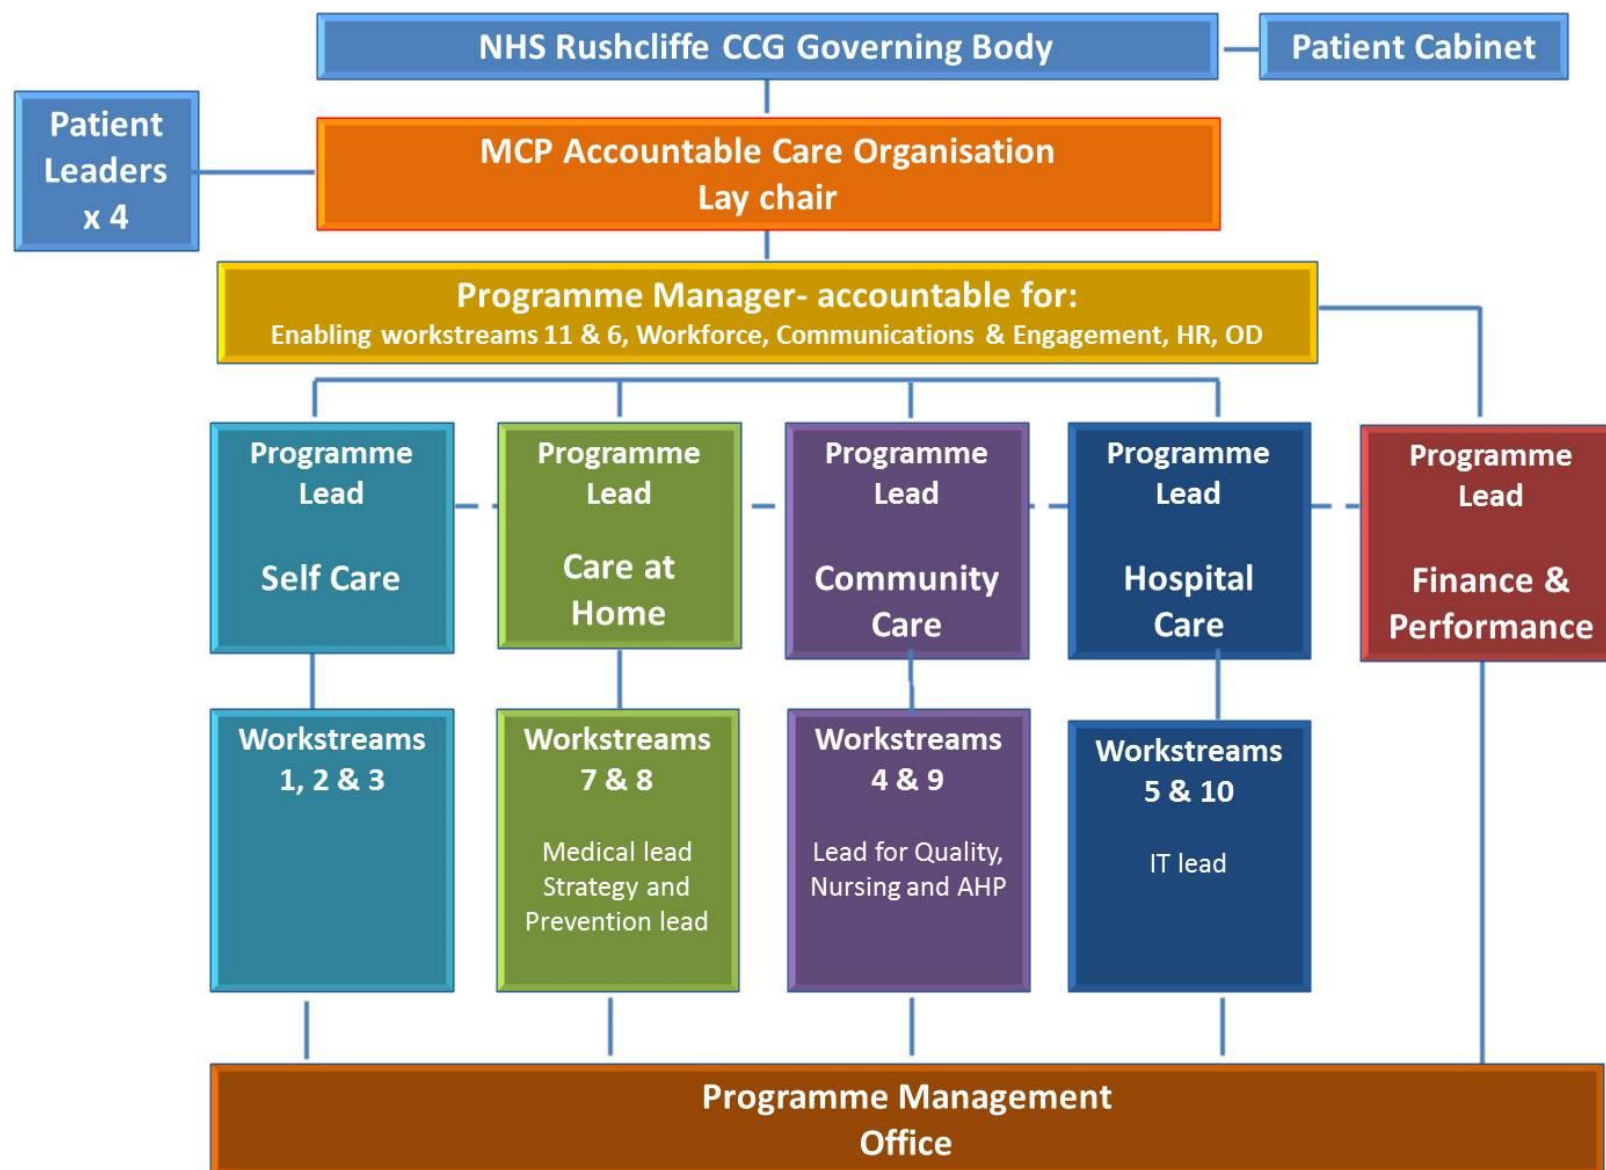 NHS Rushcliffe CCG Governing Body
Patient Cabinet
Patient
Leaders
x 4
MCP Accountable Care Organisation
Lay chair
Programme Manager- accountable for:
Enabling workstreams 11 & 6, Workforce, Communications & Engagement, HR, OD
Programme
Lead
Self Care
Programme
Lead
Care at
Home
Programme
Lead
Community
Care
Programme
Lead
Hospital
Care
Programme
Lead
Finance &
Performance
Workstreams
1, 2 & 3
Workstreams
7 & 8
Medical lead
Strategy and
Prevention lead
Workstreams
4 & 9
Lead for Quality,
Nursing and AHP
Workstreams
5 & 10
IT lead
Programme Management
Office